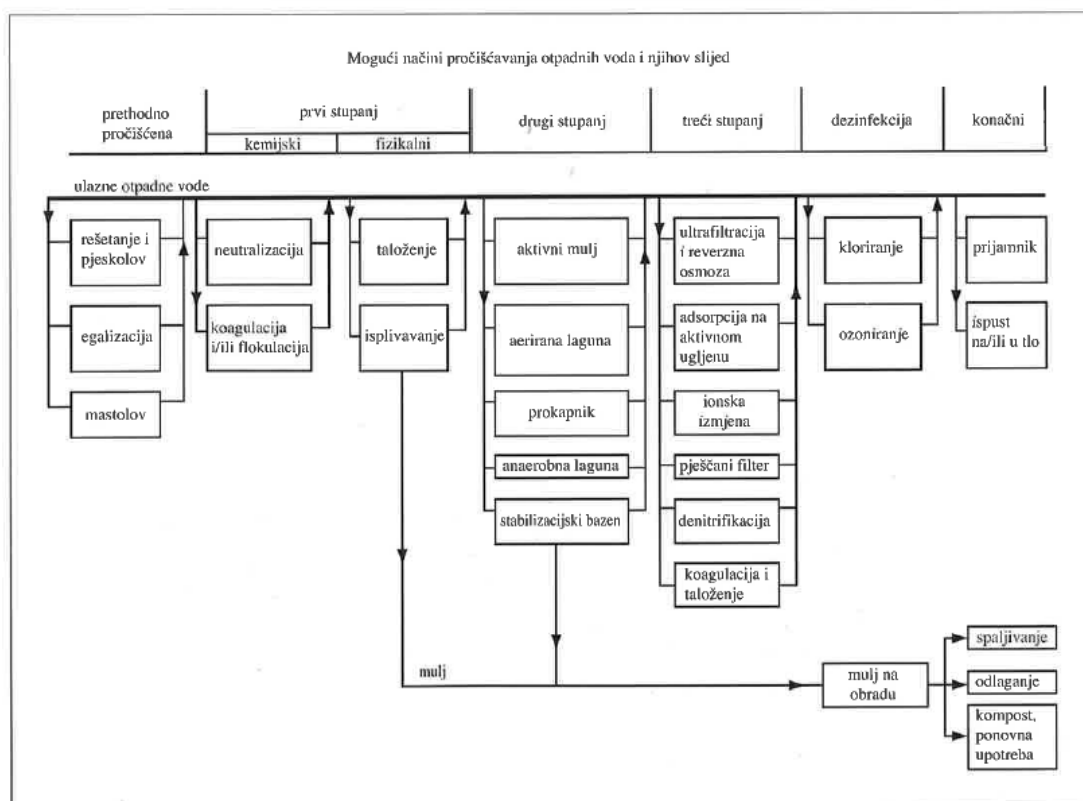 Mogući načini pročišćavanja otpadnih voda i njihov slijed
prethodno
pročišćena
prvi stupanj
kemijski
fizikalni
drugi stupanj
treći stupanj
dezinfekcija
konačni
ulazne otpadne vode
rešetanje i
pjeskolov
egalizacija
mastolov
neutralizacija
koagulacija
i/ili flokulacija
taloženje
isplivavanje
aktivni mulj
aerirana laguna
prokapnik
anaerobna laguna
stabilizacijski bazen
ultrafiltracija
i reverzna
osmoza
adsorpcija na
aktivnom
ugljenu
ionska
izmjena
pješčani filter
denitrifikacija
koagulacija i
taloženje
kloriranje
ozoniranje
prijamnik
ispust
na/ili u tlo
mulj
mulj na
obradu
spaljivanje
odlaganje
kompost,
ponovna
upotreba